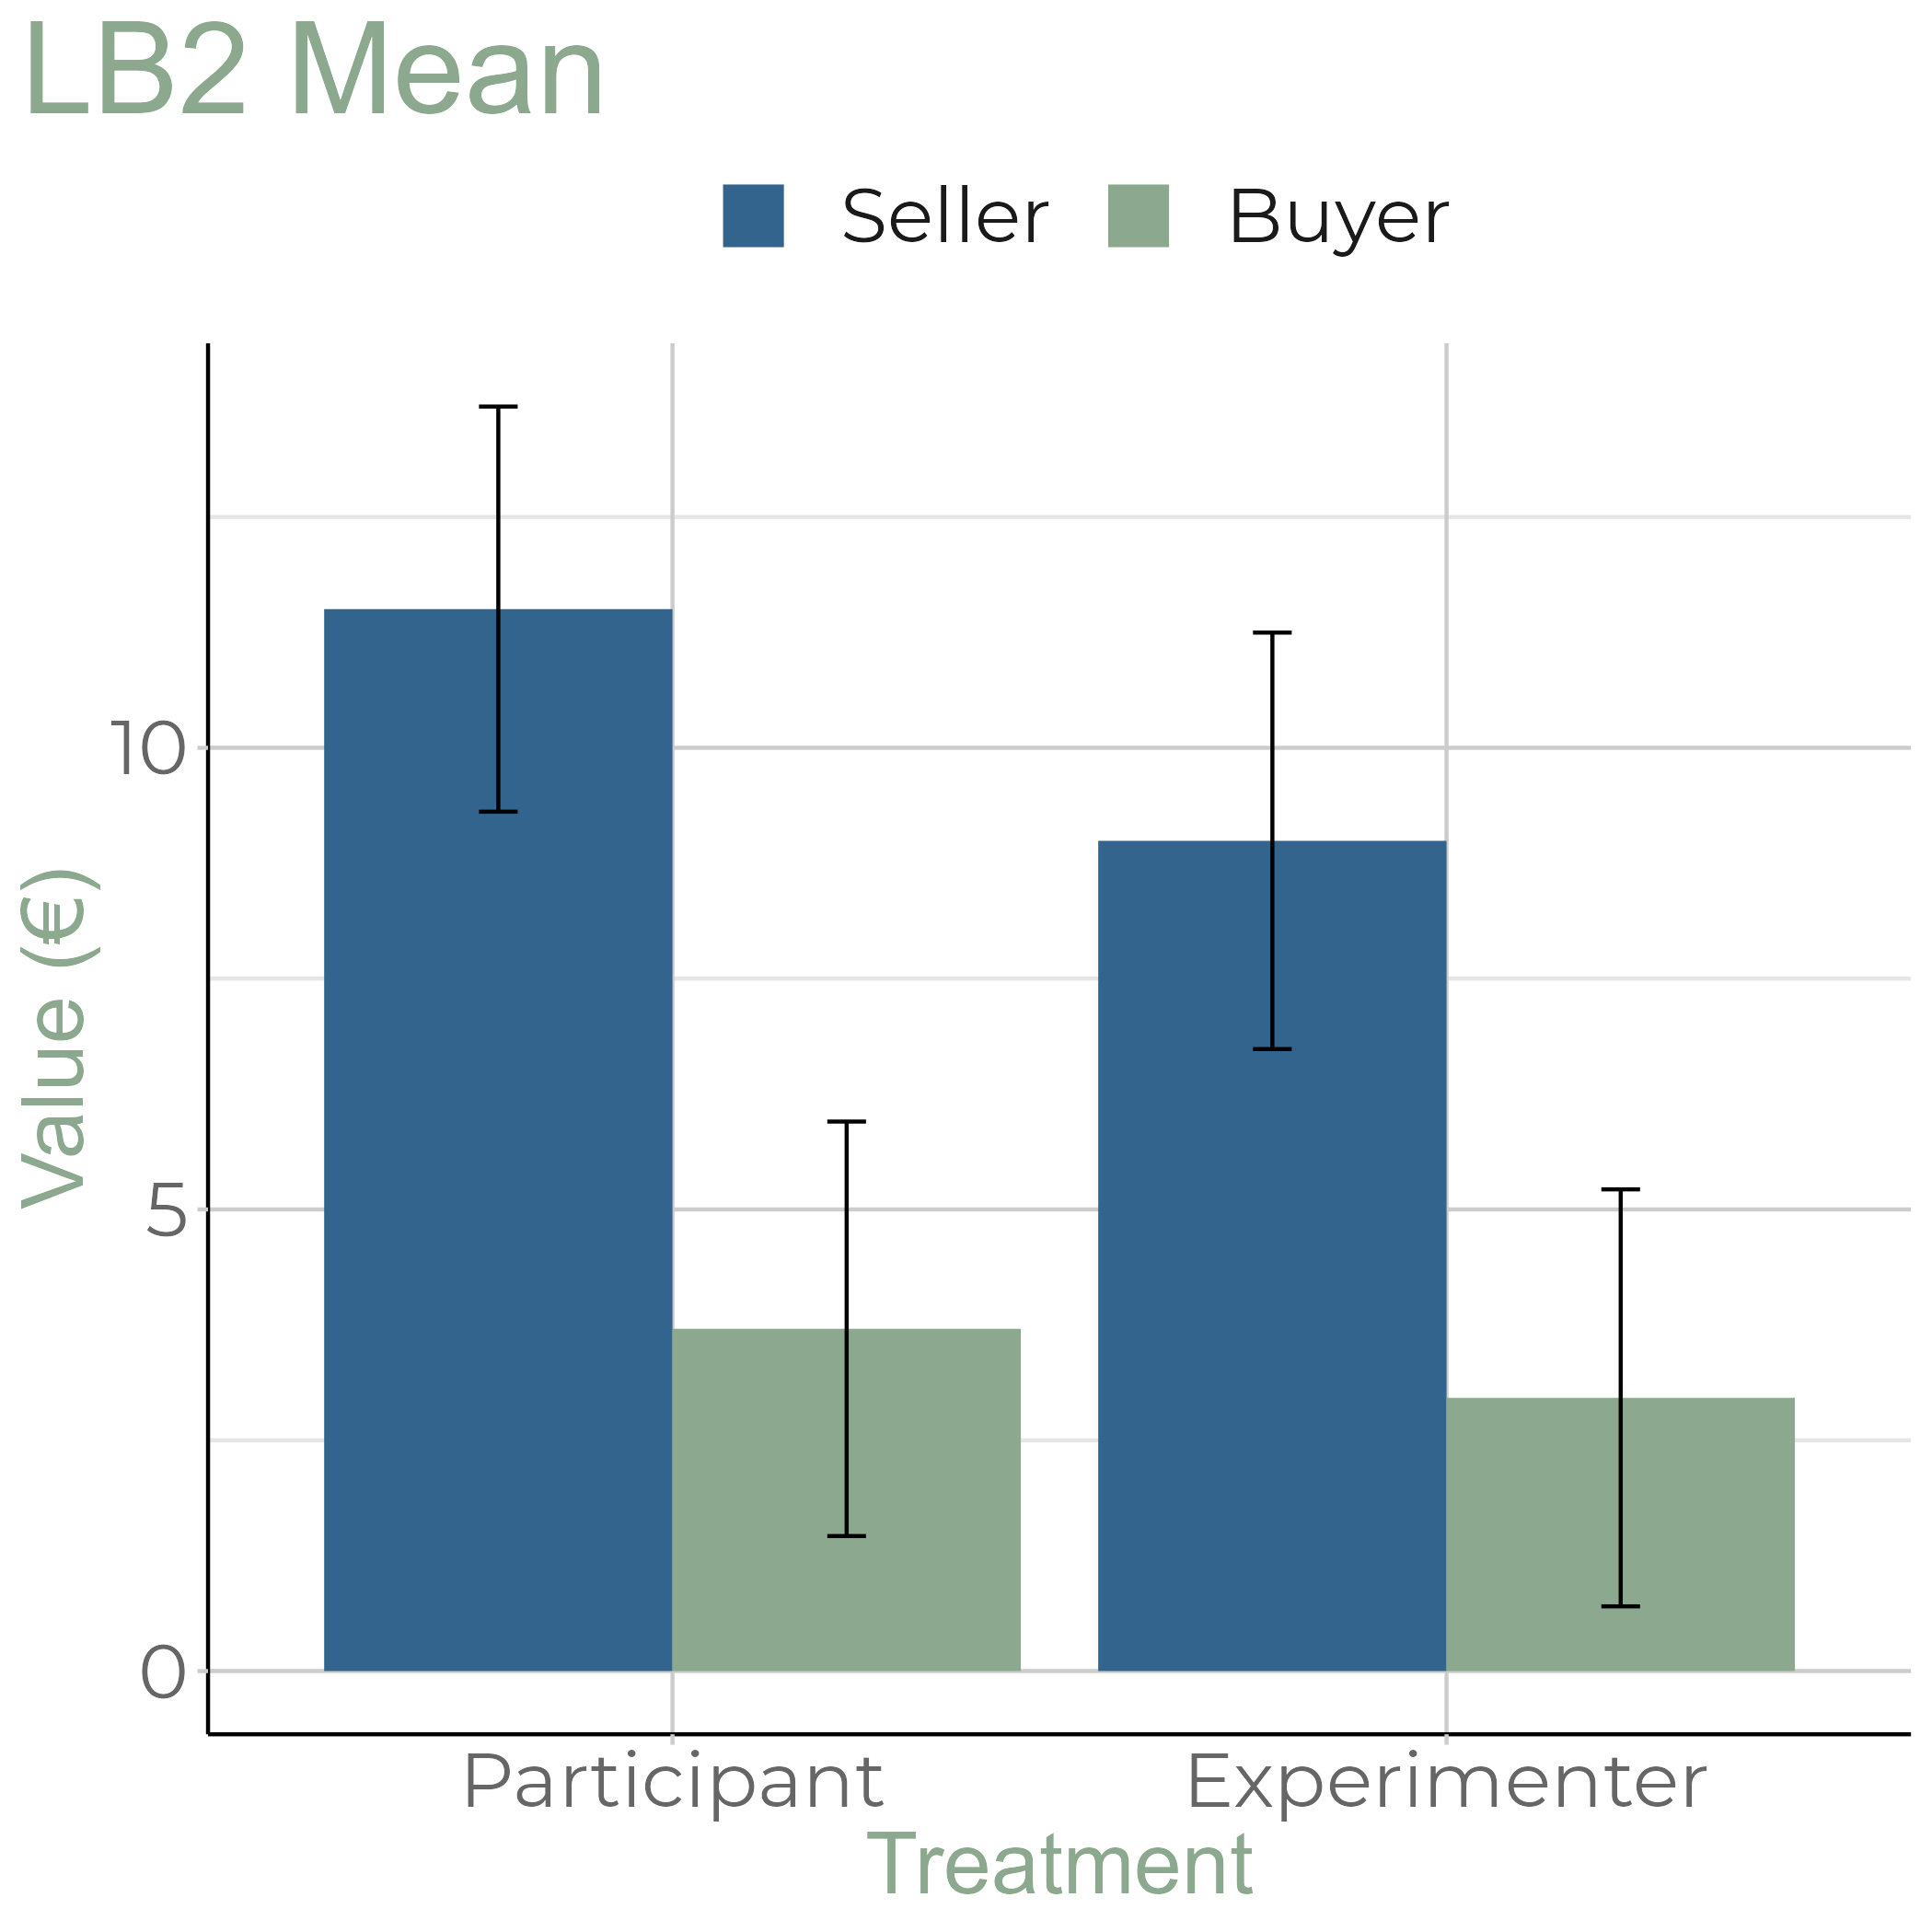 LB2 Mean
Seller Buyer
Value (€)
10
5
0
Participant Experimenter
Treatment